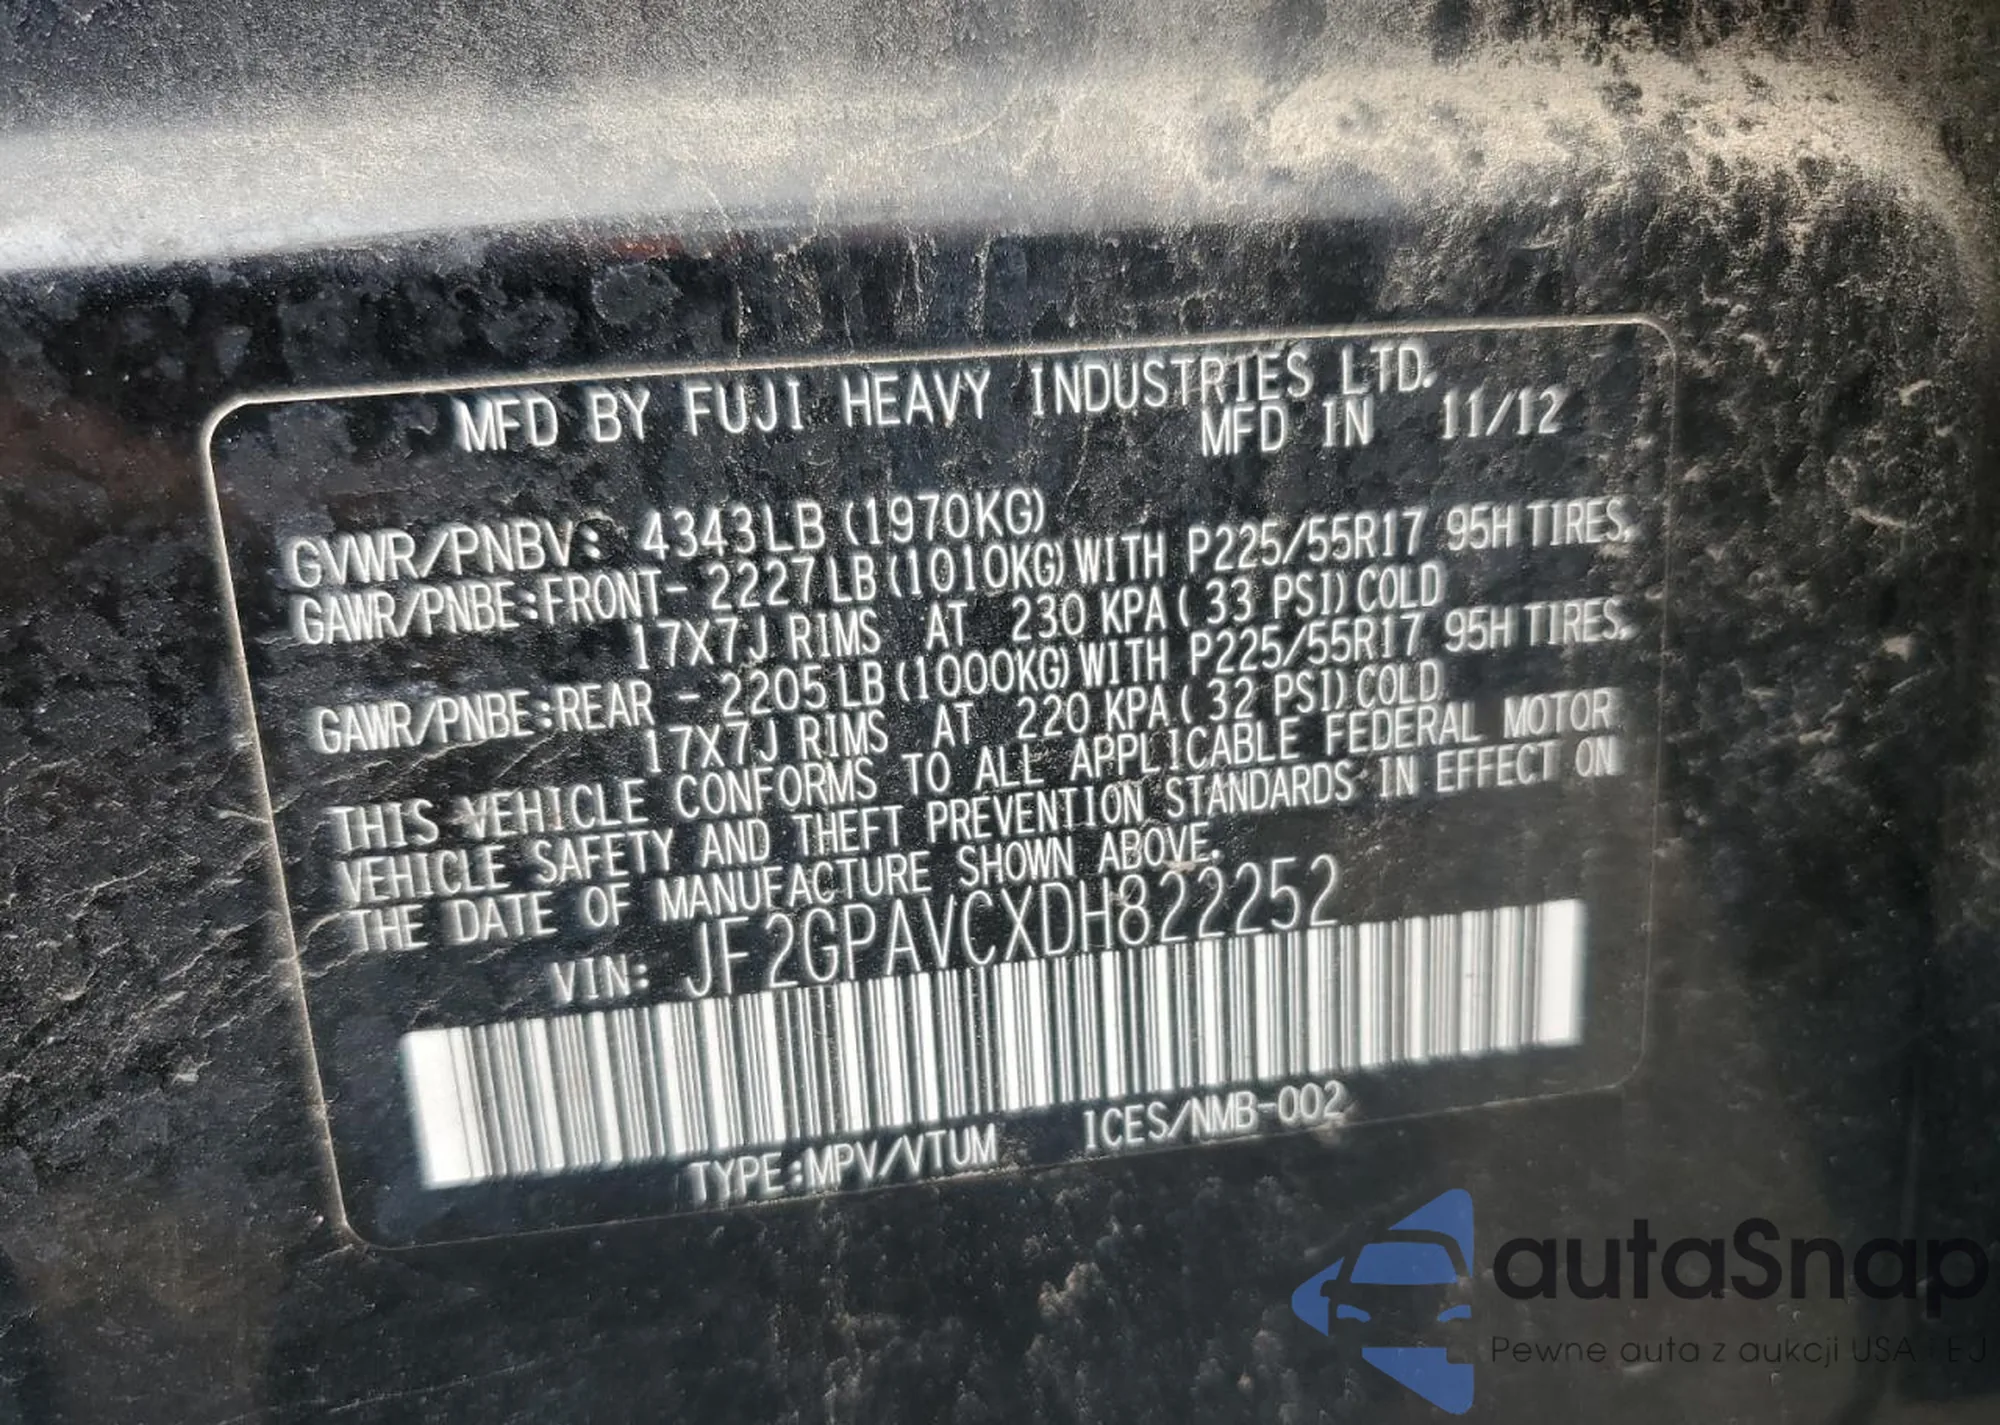 MFD BY FUJI HEAVY INDUSTRIES LTD.
MFD IN 11/12
GVWR/PNBV: 4343LB (1970KG)
GAWR/PNBE:FRONT- 2227LB (1010KG) WITH P225/55R17 95H TIRES,
17X7J RIMS AT 230 KPA ( 33 PSI) COLD
GAWR/PNBE:REAR - 2205LB (1000KG) WITH P225/55R17 95H TIRES,
17X7J RIMS AT 220 KPA ( 32 PSI) COLD.
THIS VEHICLE CONFORMS TO ALL APPLICABLE FEDERAL MOTOR
VEHICLE SAFETY AND THEFT PREVENTION STANDARDS IN EFFECT ON
THE DATE OF MANUFACTURE SHOWN ABOVE.
VIN: JF2GPAVCXDH822252
TYPE:MPV/VTUM ICES/NMB-002
autaSnap
Pewne auta z aukcji USA i EJ